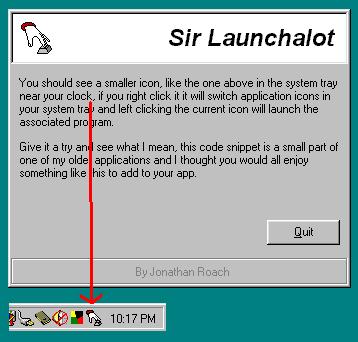 Sir Launchalot
You should see a smaller icon, like the one above in the system tray
near your clock, if you right click it it will switch application icons in
your system tray and left clicking the current icon will launch the
associated program.
Give it a try and see what I mean, this code snippet is a small part of
one of my older applications and I thought you would all enjoy
something like this to add to your app.
Quit
By Jonathan Roach
10:17 PM